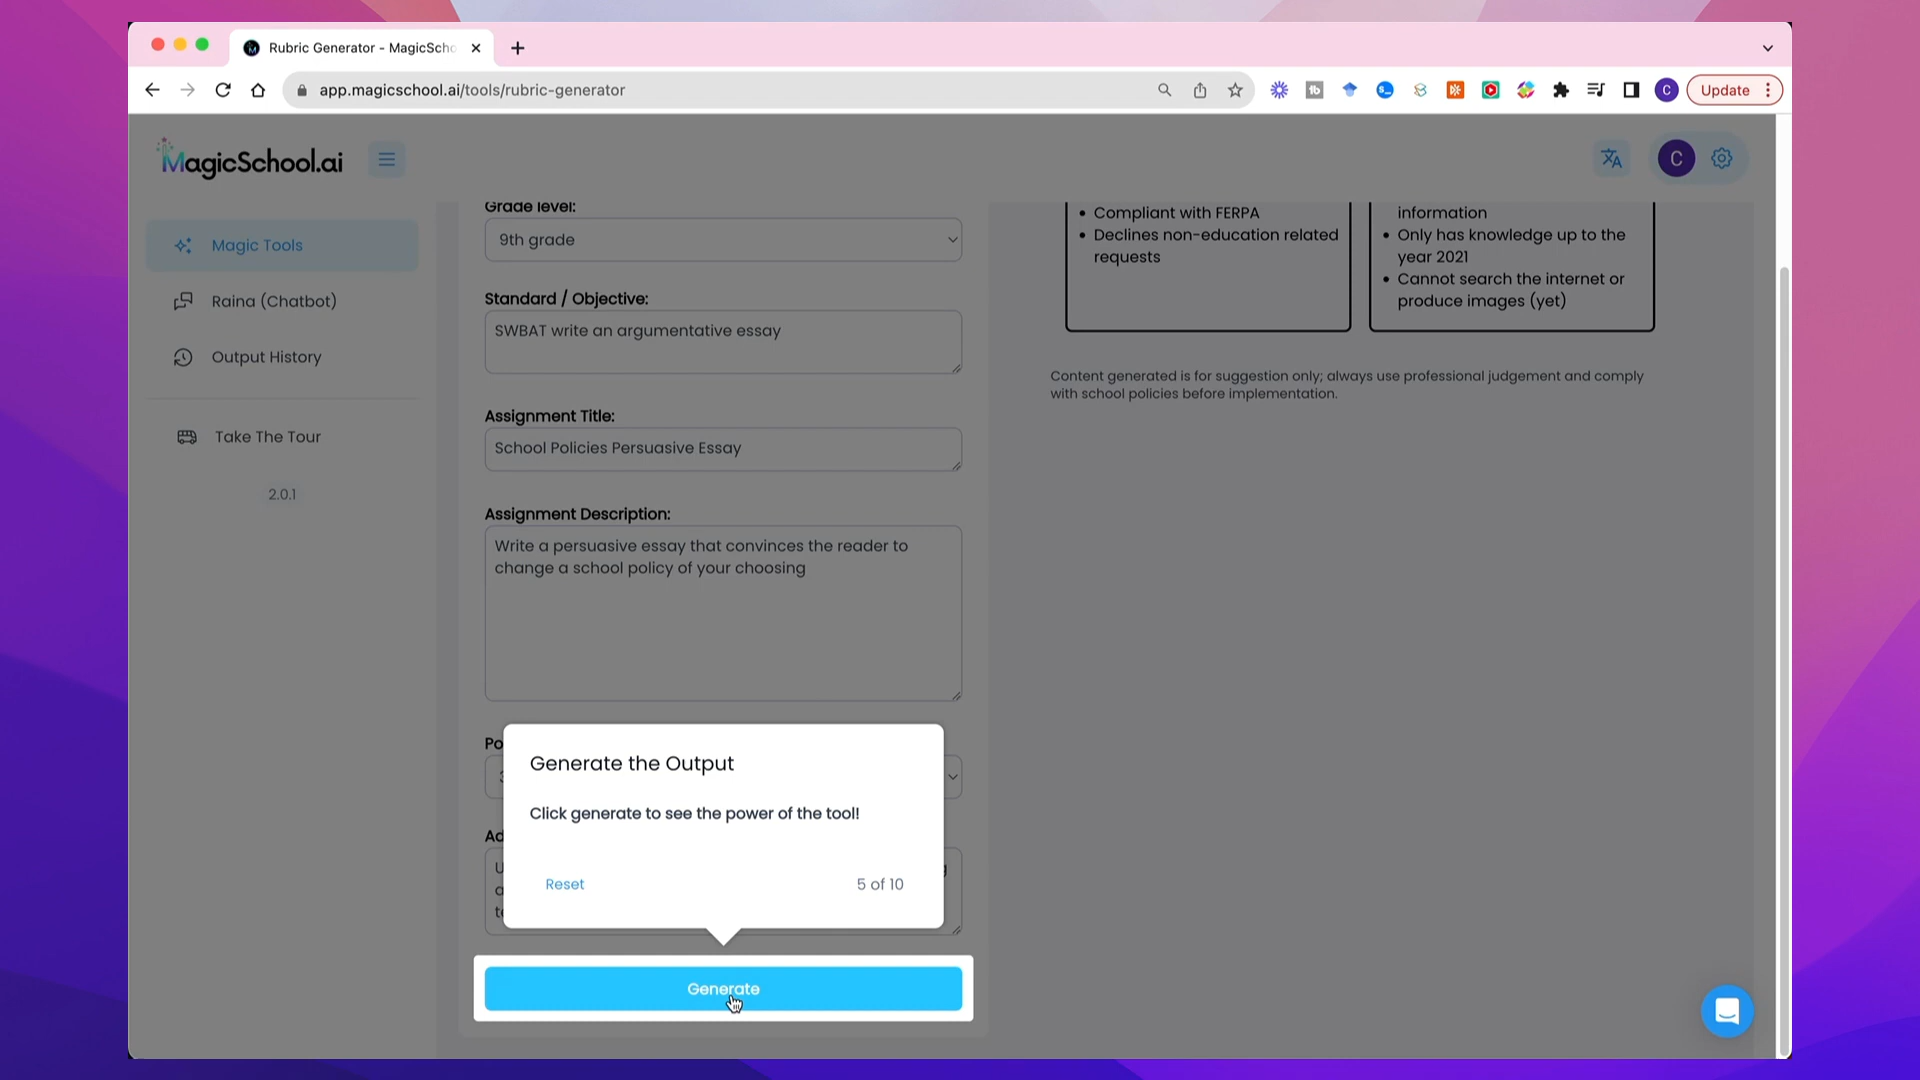 Rubric Generator - MagicScho
app.magicschool.ai/tools/rubric-generator
C
Update
MagicSchool.ai
C
Magic Tools
Raina (Chatbot)
Output History
Take The Tour
2.0.1
Grade level:
9th grade
Standard / Objective:
SWBAT write an argumentative essay
Assignment Title:
School Policies Persuasive Essay
Assignment Description:
Write a persuasive essay that convinces the reader to
change a school policy of your choosing
Po
Generate the Output
Click generate to see the power of the tool!
Ad
Reset
5 of 10
Generate
• Compliant with FERPA
• Declines non-education related
requests
information
• Only has knowledge up to the
year 2021
• Cannot search the internet or
produce images (yet)
Content generated is for suggestion only; always use professional judgement and comply
with school policies before implementation.